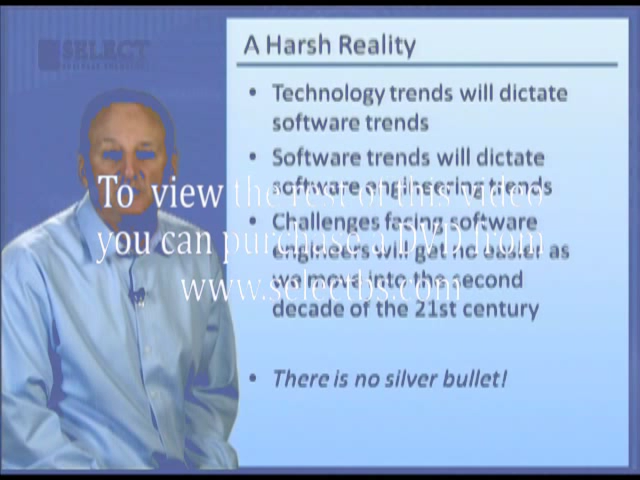 SELECT
A Harsh Reality
• Technology trends will dictate
software trends
• Software trends will dictate
software engineering trends
• Challenges facing software
engineers will get no easier as
we move into the second
decade of the 21st century
• There is no silver bullet!
To view the rest of this video
you can purchase a DVD from
www.selectbs.com